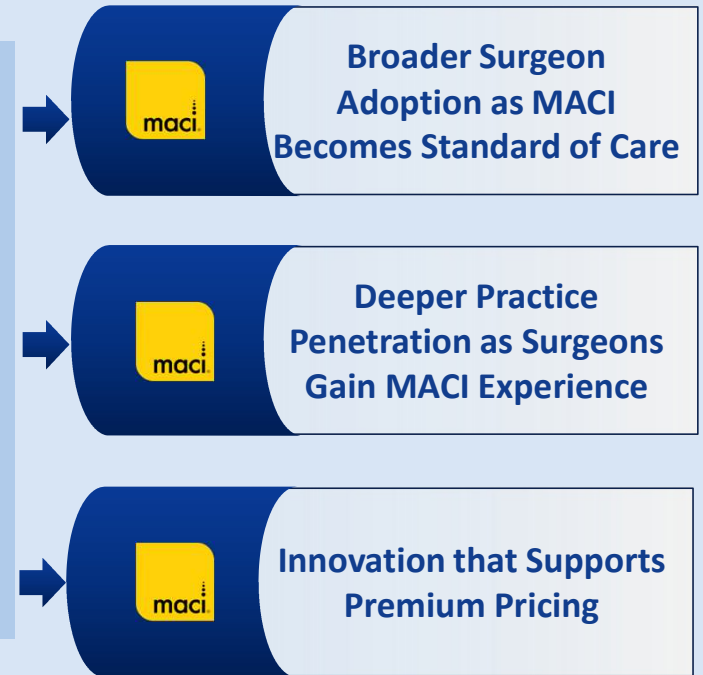 maci.
Broader Surgeon
Adoption as MACI
Becomes Standard of Care
maci.
Deeper Practice
Penetration as Surgeons
Gain MACI Experience
maci.
Innovation that Supports
Premium Pricing